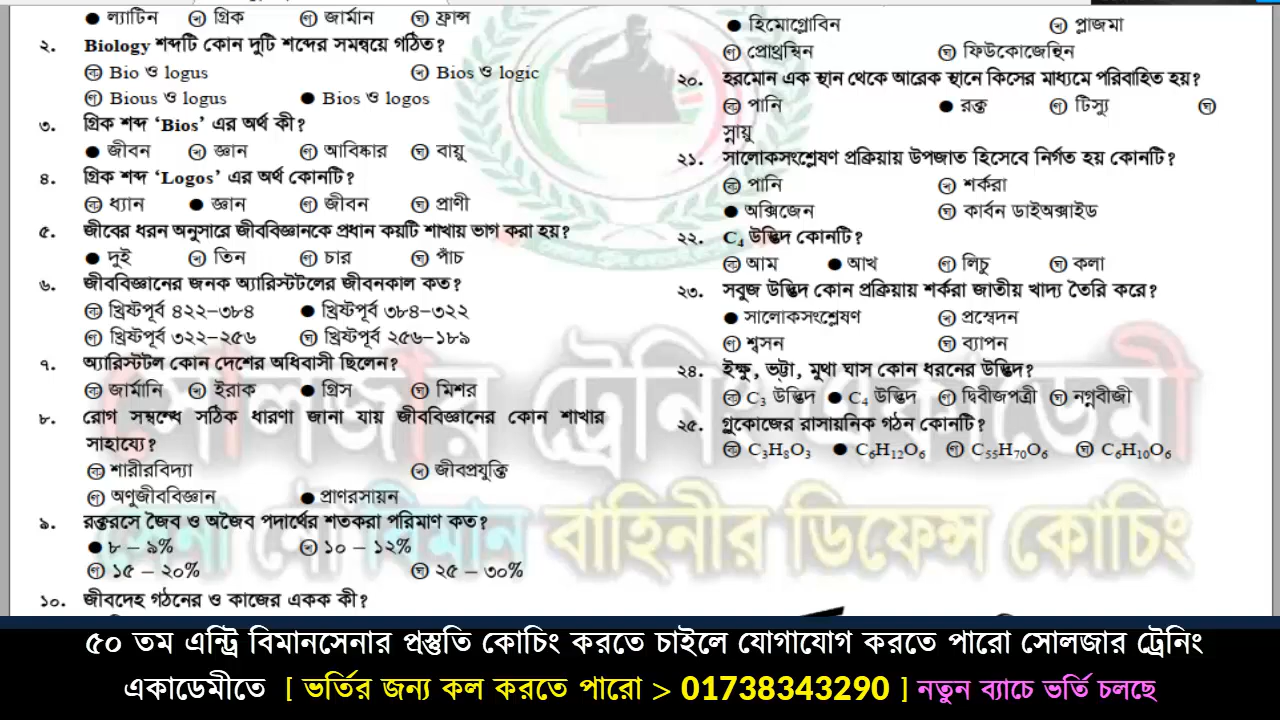 ● ল্যাটিন ㉿ গ্রিক ㉿ জার্মান ㉿ ফ্রান্স
২. Biology শব্দটি কোন দুটি শব্দের সমন্বয়ে গঠিত?
ⓚ Bio ও logus ⓚ Bios ও logic
ⓚ Bious ও logus ● Bios ও logos
৩. গ্রিক শব্দ ‘Bios’ এর অর্থ কী?
● জীবন (খ) জ্ঞান (গ) আবিষ্কার (ঘ) বায়ু
৪. গ্রিক শব্দ ‘Logos’ এর অর্থ কোনটি?
(ক) ধ্যান ● জ্ঞান (গ) জীবন (ঘ) প্রাণী
৫. জীবের ধরন অনুসারে জীববিজ্ঞানকে প্রধান কয়টি শাখায় ভাগ করা হয়?
● দুই (খ) তিন (গ) চার (ঘ) পাঁচ
৬. জীববিজ্ঞানের জনক অ্যারিস্টটলের জীবনকাল কত?
(ক) খ্রিষ্টপূর্ব ৪২২–৩৮৪ ● খ্রিষ্টপূর্ব ৩৮৪–৩২২
(গ) খ্রিষ্টপূর্ব ৩২২–২৫৬ (ঘ) খ্রিষ্টপূর্ব ২৫৬–১৮৯
৭. অ্যারিস্টটল কোন দেশের অধিবাসী ছিলেন?
(ক) জার্মানি (খ) ইরাক ● গ্রিস (ঘ) মিশর
৮. রোগ সম্বন্ধে সঠিক ধারণা জানা যায় জীববিজ্ঞানের কোন শাখার
সাহায্যে?
(ক) শারীরবিদ্যা (খ) জীবপ্রযুক্তি
(গ) অণুজীববিজ্ঞান ● প্রাণরসায়ন
৯. রক্তরসে জৈব ও অজৈব পদার্থের শতকরা পরিমাণ কত?
● ৮ – ৯% (খ) ১০ – ১২%
(গ) ১৫ – ২০% (ঘ) ২৫ – ৩০%
১০. জীবদেহ গঠনের ও কাজের একক কী?
● হিমোগ্লোবিন (খ) প্লাজমা
(গ) প্রোথ্রম্বিন (ঘ) ফিউকোজেন্থিন
২০. হরমোন এক স্থান থেকে আরেক স্থানে কিসের মাধ্যমে পরিবাহিত হয়?
(ক) পানি ● রক্ত (গ) টিস্যু (ঘ)
স্নায়ু
২১. সালোকসংশ্লেষণ প্রক্রিয়ায় উপজাত হিসেবে নির্গত হয় কোনটি?
(ক) পানি (খ) শর্করা
● অক্সিজেন (ঘ) কার্বন ডাইঅক্সাইড
২২. C₄ উদ্ভিদ কোনটি?
(ক) আম ● আখ (গ) লিচু (ঘ) কলা
২৩. সবুজ উদ্ভিদ কোন প্রক্রিয়ায় শর্করা জাতীয় খাদ্য তৈরি করে?
● সালোকসংশ্লেষণ (খ) প্রস্বেদন
(গ) শ্বসন (ঘ) ব্যাপন
২৪. ইক্ষু, ভট্টা, মুথা ঘাস কোন ধরনের উদ্ভিদ?
(ক) C₃ উদ্ভিদ ● C₄ উদ্ভিদ (গ) দ্বিবীজপত্রী (ঘ) নগ্নবীজী
২৫. গ্লুকোজের রাসায়নিক গঠন কোনটি?
(ক) C₃H₈O₃ ● C₆H₁₂O₆ (গ) C₅₅H₇₀O₆ (ঘ) C₆H₁₀O₆
সোলজার ট্রেনিং একাডেমী
সেনা নৌ বিমান বাহিনীর ডিফেন্স কোচিং
৫০ তম এন্ট্রি বিমানসেনার প্রস্তুতি কোচিং করতে চাইলে যোগাযোগ করতে পারো সোলজার ট্রেনিং
একাডেমীতে [ ভর্তির জন্য কল করতে পারো > 01738343290 ] নতুন ব্যাচে ভর্তি চলছে